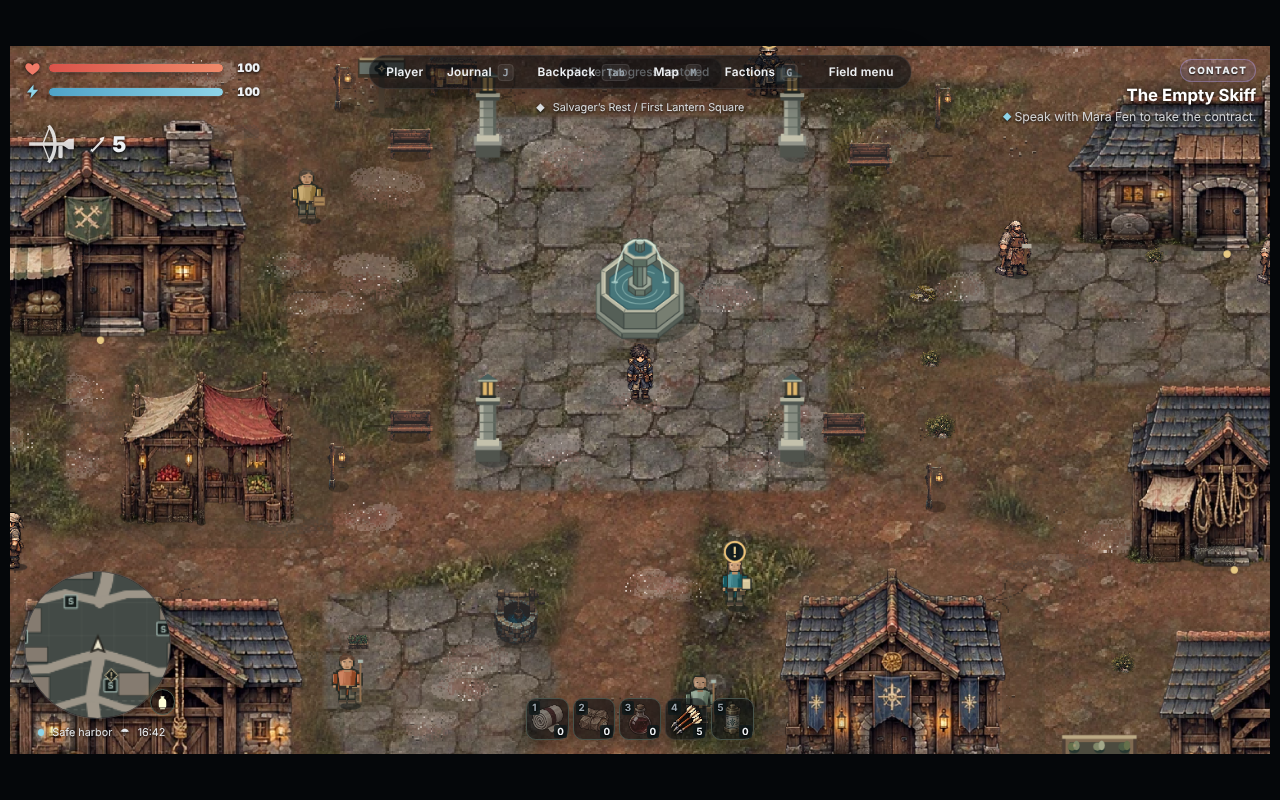 100
100
5
Player Journal J Backpack Tab Map M Factions G Field menu
Salvager's Rest / First Lantern Square
CONTACT
The Empty Skiff
Speak with Mara Fen to take the contract.
!
S
S
S
Safe harbor 16:42
1 0
2 0
3 0
4 5
5 0